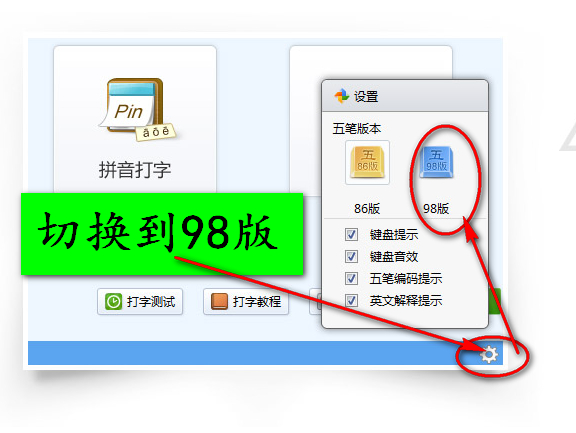 Pin
āōē
拼音打字
设置
五笔版本
五
86版
五
98版
86版
98版
切换到98版
键盘提示
键盘音效
五笔编码提示
英文解释提示
打字测试
打字教程